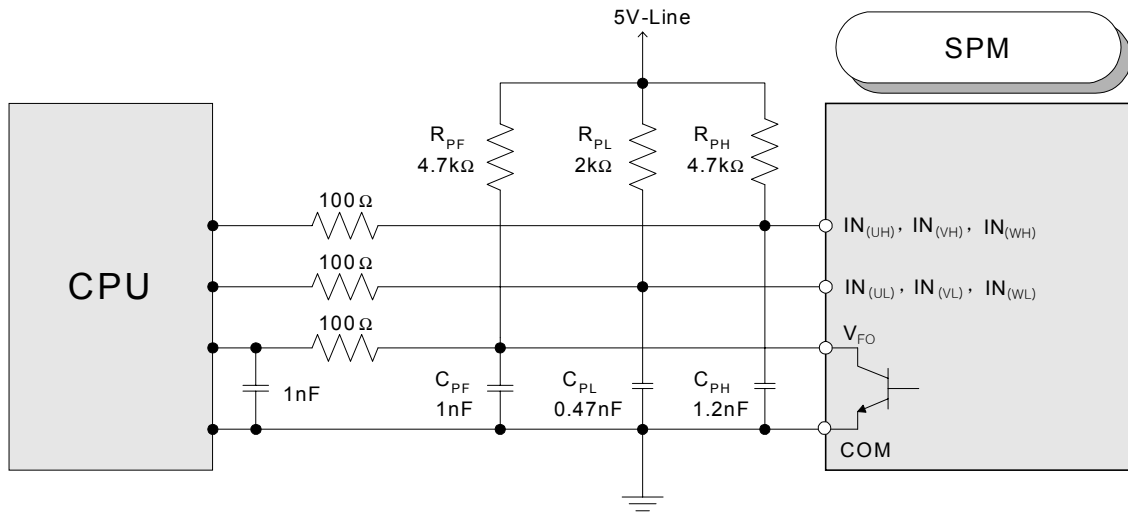 5V-Line
SPM
R_PF
4.7kΩ
R_PL
2kΩ
R_PH
4.7kΩ
100Ω
IN(UH), IN(VH), IN(WH)
CPU
100Ω
IN(UL), IN(VL), IN(WL)
100Ω
V_FO
1nF
C_PF
1nF
C_PL
0.47nF
C_PH
1.2nF
COM